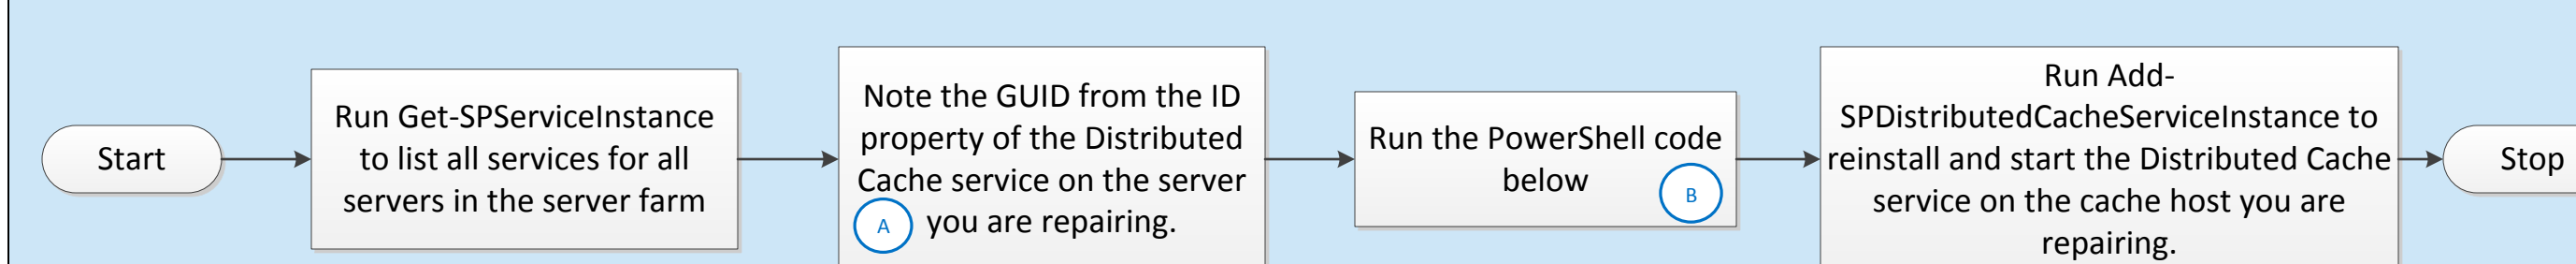 Start
Run Get-SPServiceInstance
to list all services for all
servers in the server farm
Note the GUID from the ID
property of the Distributed
Cache service on the server
you are repairing.
A
Run the PowerShell code
below
B
Run Add-
SPDistributedCacheServiceInstance to
reinstall and start the Distributed Cache
service on the cache host you are
repairing.
Stop